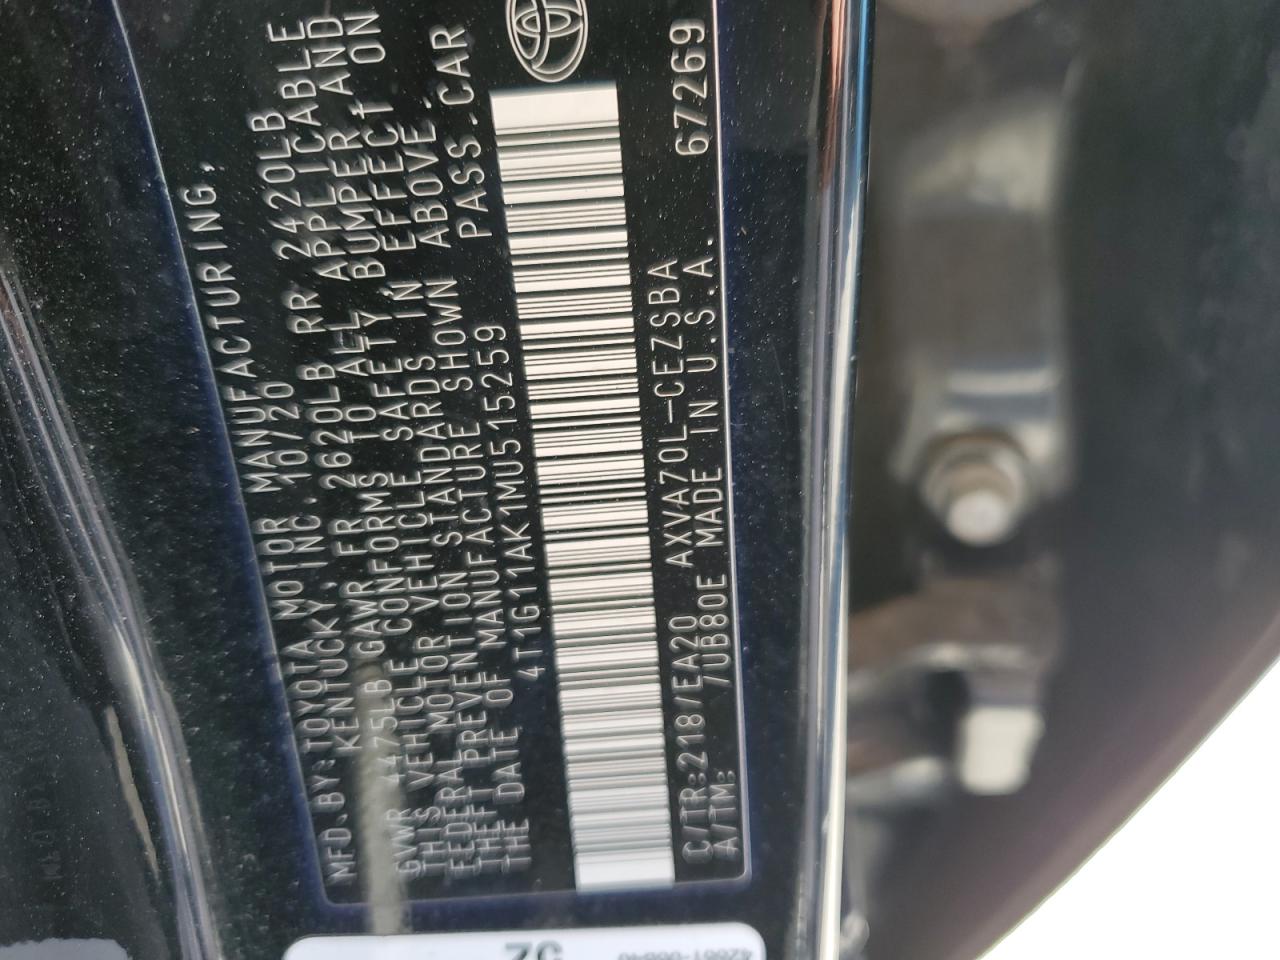 MFD.BY:TOYOTA MOTOR MANUFACTURING,
KENTUCKY,INC.10/20
GVWR 4475LB GAWR FR 2620LB RR 2420LB
THIS VEHICLE CONFORMS TO ALL APPLICABLE
FEDERAL MOTOR VEHICLE SAFETY,BUMPER,AND
THEFT PREVENTION STANDARDS IN EFFECT ON
THE DATE OF MANUFACTURE SHOWN ABOVE.
4T1G11AK1MU515259 PASS.CAR
C/TR:218/EA20 AXVA70L-CEZSBA 67269
A/TM: /UB80E MADE IN U.S.A.